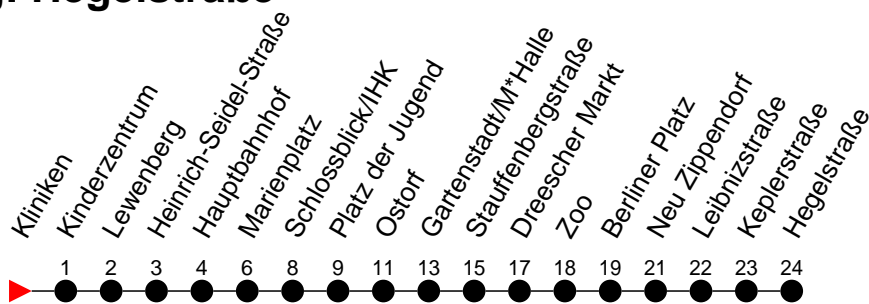 g: Hegelstraße
Kliniken
Kinderzentrum
Lewenberg
Heinrich-Seidel-Straße
Hauptbahnhof
Marienplatz
Schlossblick/IHK
Platz der Jugend
Ostorf
Gartenstadt/M*Halle
Stauffenbergstraße
Dreescher Markt
Zoo
Berliner Platz
Neu Zippendorf
Leibnizstraße
Keplerstraße
Hegelstraße
1 2 3 4 6 8 9 11 13 15 17 18 19 21 22 23 24